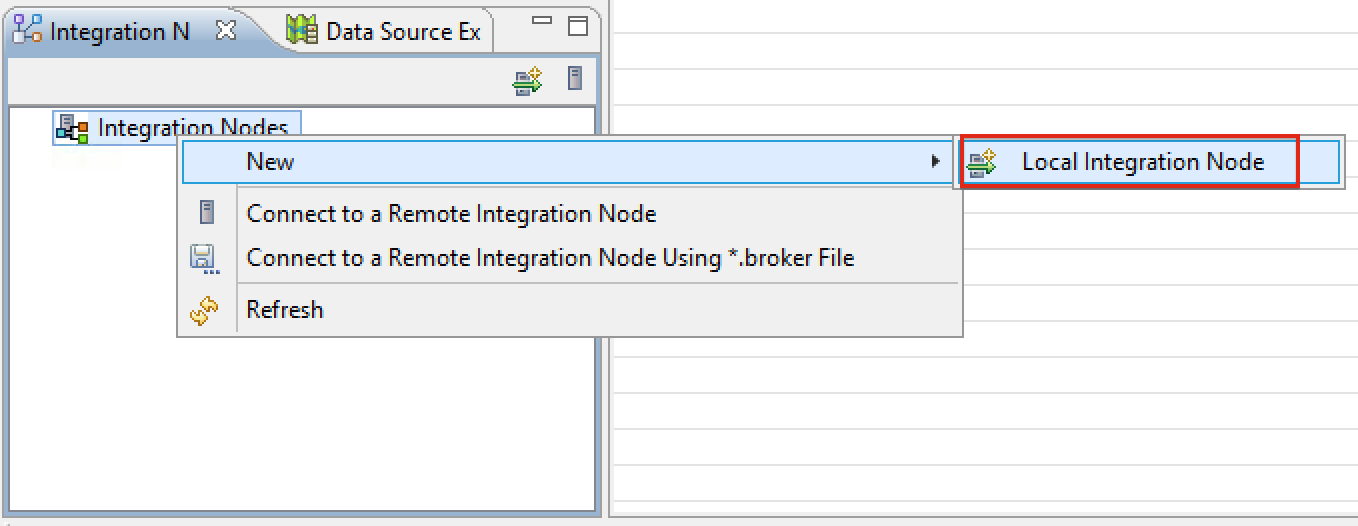 Integration N
Data Source Ex
Integration Nodes
New
Local Integration Node
Connect to a Remote Integration Node
Connect to a Remote Integration Node Using *.broker File
Refresh